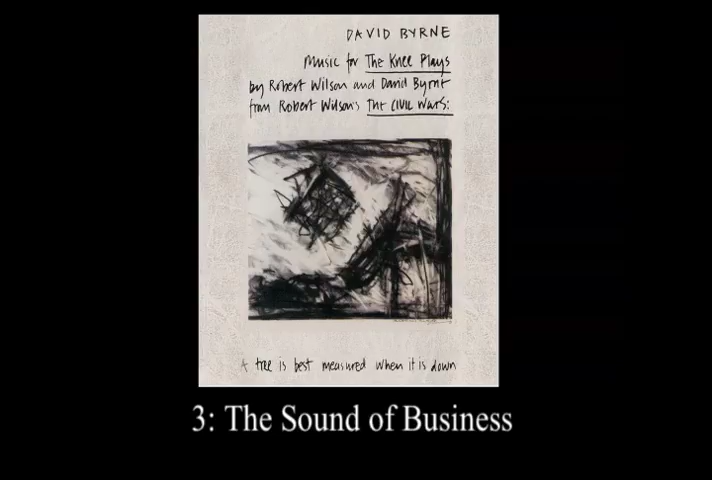 DAVID BYRNE
Music for The Knee Plays
by Robert Wilson and David Byrne
from Robert Wilson's The CIVIL WarS:
A tree is best measured when it is down
3: The Sound of Business